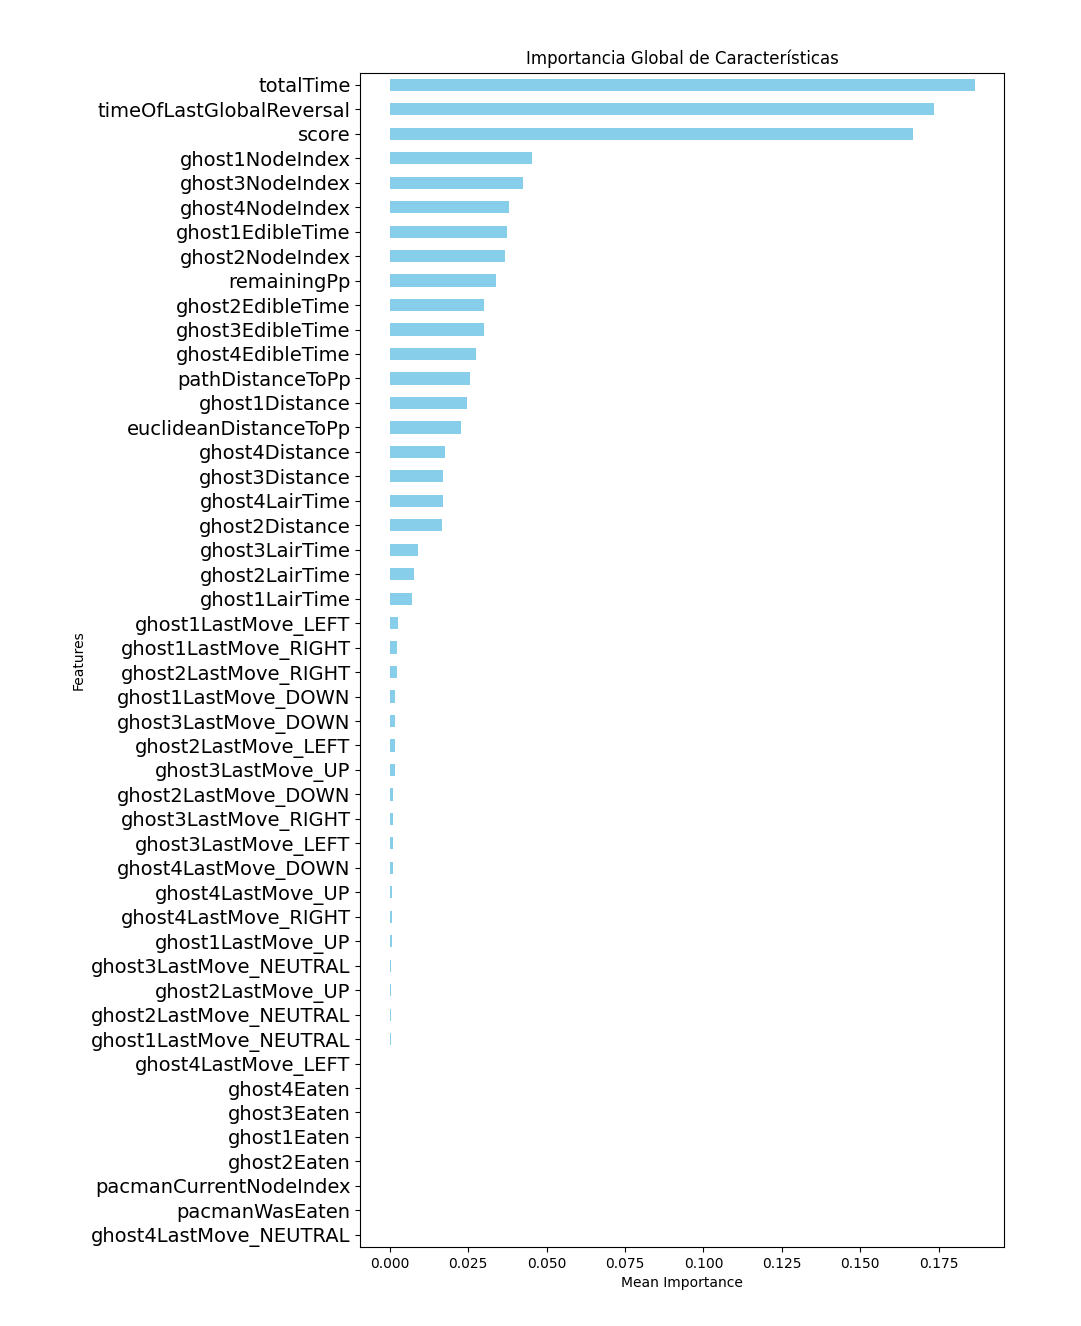 Importancia Global de Características
totalTime
timeOfLastGlobalReversal
score
ghost1NodeIndex
ghost3NodeIndex
ghost4NodeIndex
ghost1EdibleTime
ghost2NodeIndex
remainingPp
ghost2EdibleTime
ghost3EdibleTime
ghost4EdibleTime
pathDistanceToPp
ghost1Distance
euclideanDistanceToPp
ghost4Distance
ghost3Distance
ghost4LairTime
ghost2Distance
ghost3LairTime
ghost2LairTime
ghost1LairTime
ghost1LastMove_LEFT
ghost1LastMove_RIGHT
ghost2LastMove_RIGHT
ghost1LastMove_DOWN
ghost3LastMove_DOWN
ghost2LastMove_LEFT
ghost3LastMove_UP
ghost2LastMove_DOWN
ghost3LastMove_RIGHT
ghost3LastMove_LEFT
ghost4LastMove_DOWN
ghost4LastMove_UP
ghost4LastMove_RIGHT
ghost1LastMove_UP
ghost3LastMove_NEUTRAL
ghost2LastMove_UP
ghost2LastMove_NEUTRAL
ghost1LastMove_NEUTRAL
ghost4LastMove_LEFT
ghost4Eaten
ghost3Eaten
ghost1Eaten
ghost2Eaten
pacmanCurrentNodeIndex
pacmanWasEaten
ghost4LastMove_NEUTRAL
Features
0.000 0.025 0.050 0.075 0.100 0.125 0.150 0.175
Mean Importance